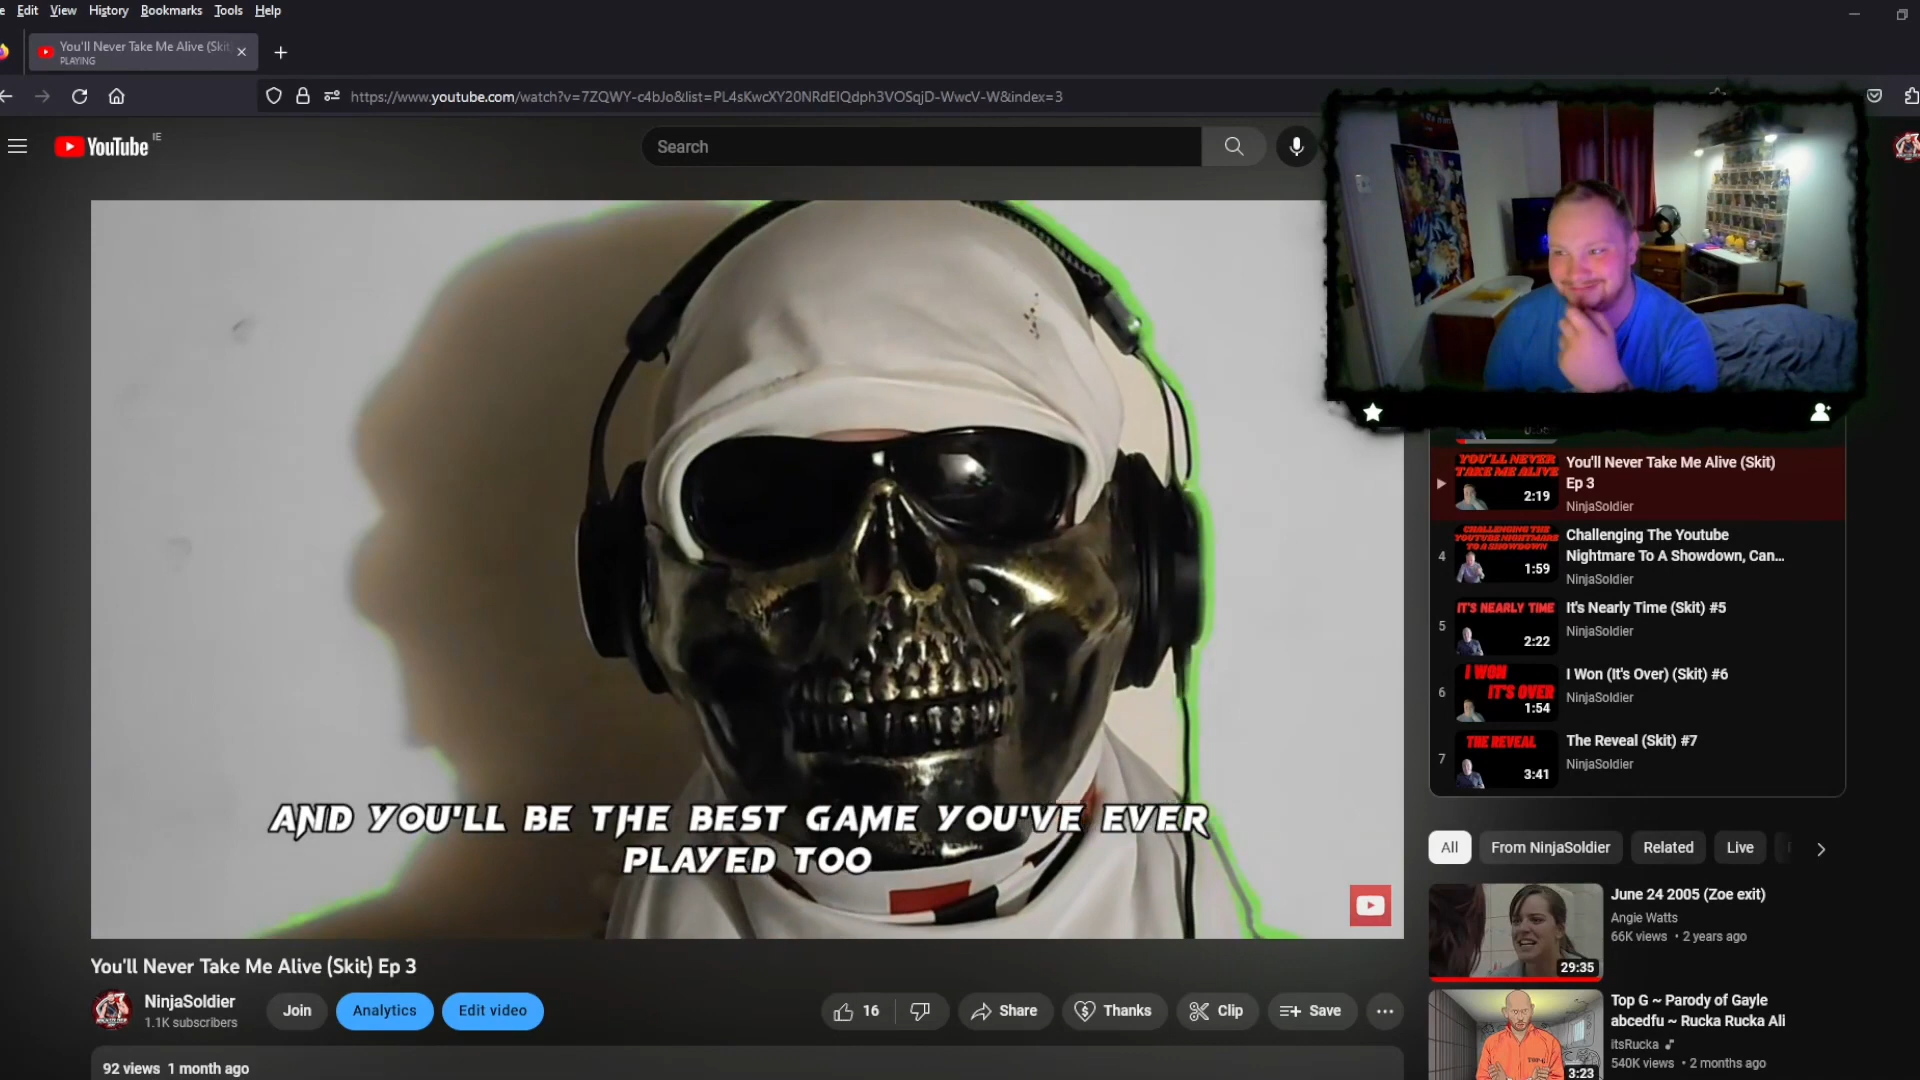 Edit View History Bookmarks Tools Help
You'll Never Take Me Alive (Skit
PLAYING
https://www.youtube.com/watch?v=7ZQWY-c4bJo&list=PL4sKwcXY20NRdEIQdph3VOSqjD-WwcV-W&index=3
YouTube IE
Search
AND YOU'LL BE THE BEST GAME YOU'VE EVER
PLAYED TOO
You'll Never Take Me Alive (Skit) Ep 3
NinjaSoldier
1.1K subscribers
Join
Analytics
Edit video
16
Share
Thanks
Clip
Save
92 views 1 month ago
YOU'LL NEVER
TAKE ME ALIVE
2:19
You'll Never Take Me Alive (Skit)
Ep 3
NinjaSoldier
4
CHALLENGING THE
YOUTUBE NIGHTMARE
TO A SHOWDOWN
1:59
Challenging The Youtube
Nightmare To A Showdown, Can...
NinjaSoldier
5
IT'S NEARLY TIME
2:22
It's Nearly Time (Skit) #5
NinjaSoldier
6
I WON
IT'S OVER
1:54
I Won (It's Over) (Skit) #6
NinjaSoldier
7
THE REVEAL
3:41
The Reveal (Skit) #7
NinjaSoldier
All
From NinjaSoldier
Related
Live
29:35
June 24 2005 (Zoe exit)
Angie Watts
66K views • 2 years ago
TOP-G
3:23
Top G ~ Parody of Gayle
abcedfu ~ Rucka Rucka Ali
itsRucka
540K views • 2 months ago